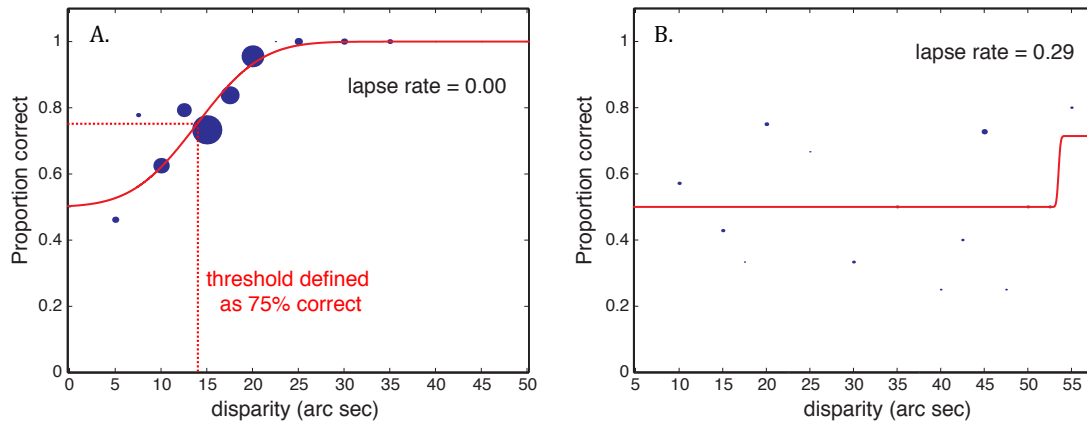 A.
lapse rate = 0.00
threshold defined
as 75% correct
Proportion correct
1
0.8
0.6
0.4
0.2
0
0 5 10 15 20 25 30 35 40 45 50
disparity (arc sec)
B.
lapse rate = 0.29
Proportion correct
1
0.8
0.6
0.4
0.2
0
5 10 15 20 25 30 35 40 45 50 55
disparity (arc sec)